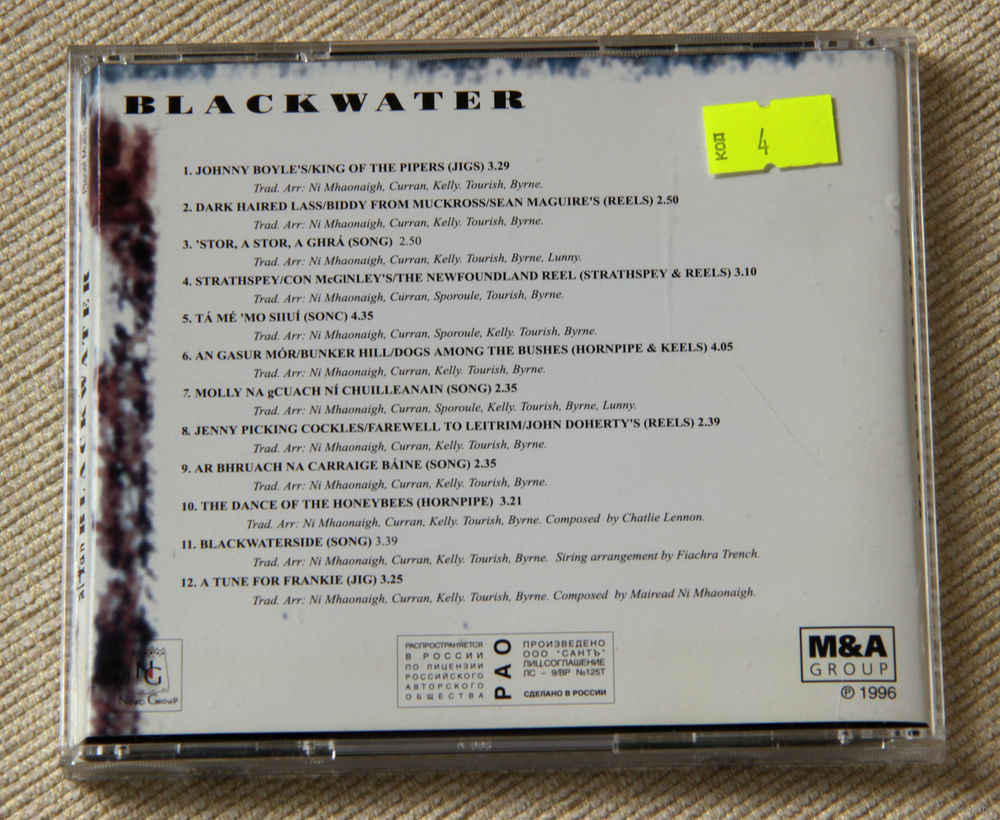 BLACKWATER
КОД 4
1. JOHNNY BOYLE'S/KING OF THE PIPERS (JIGS) 3.29
Trad. Arr: Ni Mhaonaigh, Curran, Kelly. Tourish, Byrne.
2. DARK HAIRED LASS/BIDDY FROM MUCKROSS/SEAN MAGUIRE'S (REELS) 2.50
Trad. Arr: Ni Mhaonaigh, Curran, Kelly. Tourish, Byrne.
3. 'STOR, A STOR, A GHRÁ (SONG) 2.50
Trad. Arr: Ni Mhaonaigh, Curran, Kelly. Tourish, Byrne, Lunny.
4. STRATHSPEY/CON McGlNLEY'S/THE NEWFOUNDLAND REEL (STRATHSPEY & REELS) 3.10
Trad. Arr: Ni Mhaonaigh, Curran, Sporoule, Tourish, Byrne.
5. TÁ MÉ 'MO SIIUÍ (SONC) 4.35
Trad. Arr: Ni Mhaonaigh, Curran, Sporoule, Kelly. Tourish, Byrne.
6. AN GASUR MÓR/BUNKER HILL/DOGS AMONG THE BUSHES (HORNPIPE & KEELS) 4.05
Trad. Arr: Ni Mhaonaigh, Curran, Kelly. Tourish, Byrne.
7. MOLLY NA gCUACH NÍ CHUILLEANAIN (SONG) 2.35
Trad. Arr: Ni Mhaonaigh, Curran, Sporoule, Kelly. Tourish, Byrne, Lunny.
8. JENNY PICKING COCKLES/FAREWELL TO LEITRIM/JOHN DOHERTY'S (REELS) 2.39
Trad. Arr: Ni Mhaonaigh, Curran, Kelly. Tourish, Byrne.
9. AR BHRUACH NA CARRAIGE BÁINE (SONG) 2.35
Trad. Arr: Ni Mhaonaigh, Curran, Kelly. Tourish, Byrne.
10. THE DANCE OF THE HONEYBEES (HORNPIPE) 3.21
Trad. Arr: Ni Mhaonaigh, Curran, Kelly. Tourish, Byrne. Composed by Chatlie Lennon.
11. BLACKWATERSIDE (SONG) 3.39
Trad. Arr: Ni Mhaonaigh, Curran, Kelly. Tourish, Byrne. Siring arrangement by Fiachra Trench.
12. A TUNE FOR FRANKIE (JIG) 3.25
Trad. Arr: Ni Mhaonaigh, Curran, Kelly. Tourish, Byrne. Composed by Mairead Ni Mhaonaigh.
altan BLACKWATER
NG
Nord Group
РАСПРОСТРАНЯЕТСЯ
В РОССИИ
ПО ЛИЦЕНЗИИ
РОССИЙСКОГО
АВТОРСКОГО
ОБЩЕСТВА
РАО
ПРОИЗВЕДЕНО
ООО "САНТЪ"
ЛИЦ.СОГЛАШЕНИЕ
ЛС – 9/ВР №125Т
СДЕЛАНО В РОССИИ
M&A
GROUP
℗ 1996